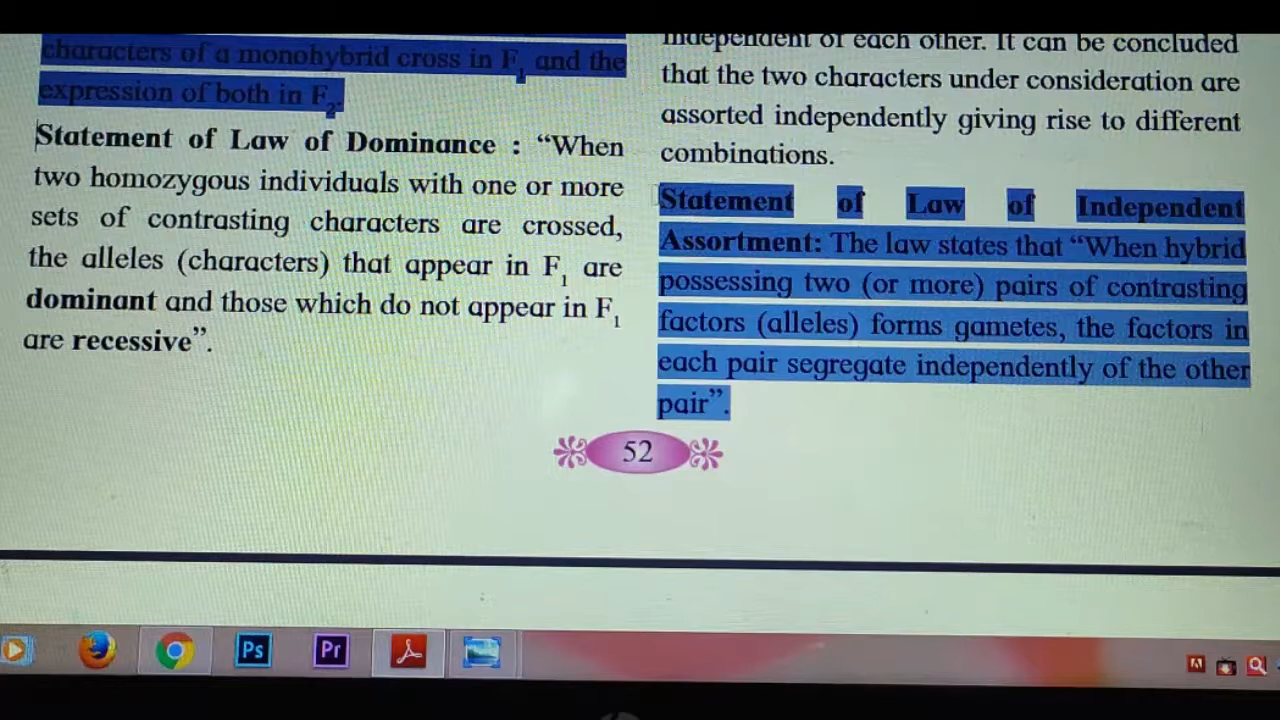 characters of a monohybrid cross in F1 and the
expression of both in F2.
Statement of Law of Dominance : “When
two homozygous individuals with one or more
sets of contrasting characters are crossed,
the alleles (characters) that appear in F1 are
dominant and those which do not appear in F1
are recessive”.
independent of each other. It can be concluded
that the two characters under consideration are
assorted independently giving rise to different
combinations.
Statement of Law of Independent
Assortment: The law states that “When hybrid
possessing two (or more) pairs of contrasting
factors (alleles) forms gametes, the factors in
each pair segregate independently of the other
pair”.
52
Ps
Pr